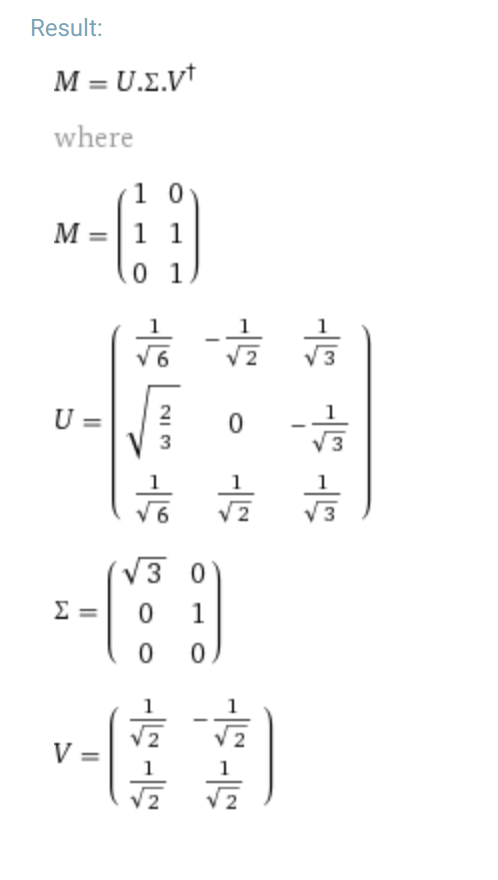 Result:
M = U.Σ.V†
where
M = (1 0
1 1
0 1)
U = (1/√6 -1/√2 1/√3
√(2/3) 0 -1/√3
1/√6 1/√2 1/√3)
Σ = (√3 0
0 1
0 0)
V = (1/√2 -1/√2
1/√2 1/√2)